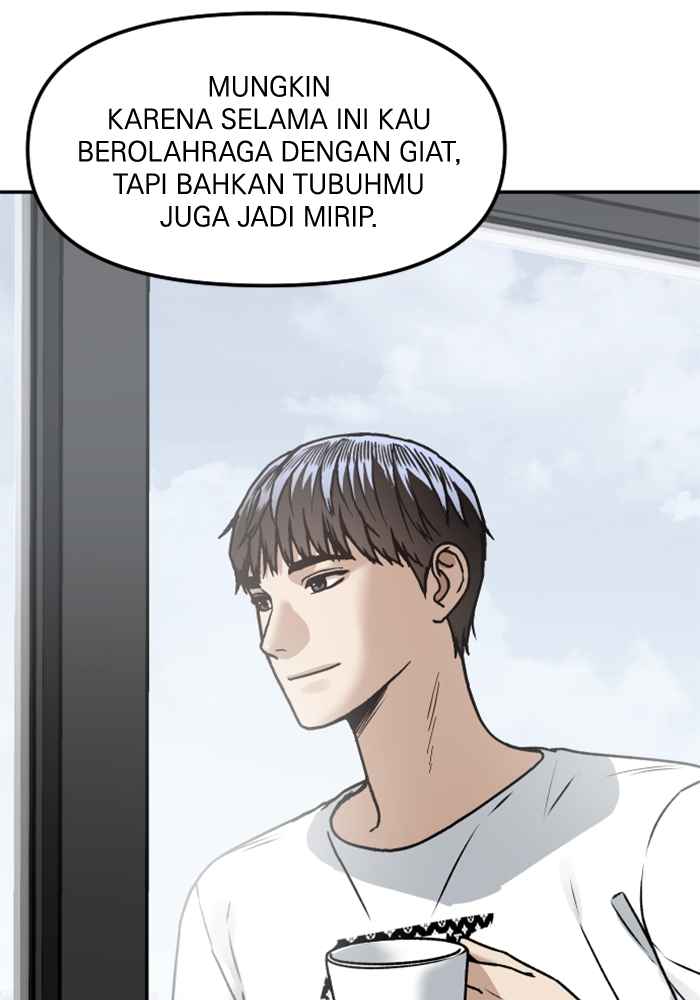 MUNGKIN
KARENA SELAMA INI KAU
BEROLAHRAGA DENGAN GIAT,
TAPI BAHKAN TUBUHMU
JUGA JADI MIRIP.